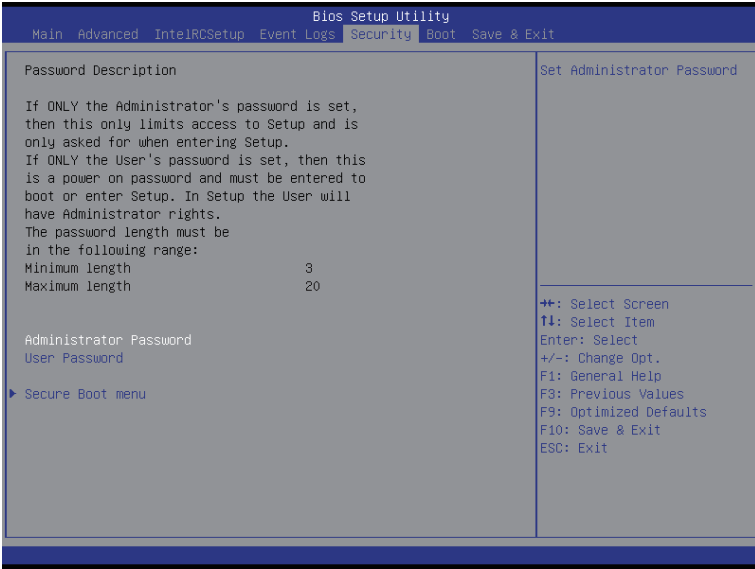 Bios Setup Utility
Main Advanced IntelRCSetup Event Logs Security Boot Save & Exit
Password Description
If ONLY the Administrator's password is set,
then this only limits access to Setup and is
only asked for when entering Setup.
If ONLY the User's password is set, then this
is a power on password and must be entered to
boot or enter Setup. In Setup the User will
have Administrator rights.
The password length must be
in the following range:
Minimum length 3
Maximum length 20
Administrator Password
User Password
Secure Boot menu
Set Administrator Password
→←: Select Screen
↑↓: Select Item
Enter: Select
+/-: Change Opt.
F1: General Help
F3: Previous Values
F9: Optimized Defaults
F10: Save & Exit
ESC: Exit